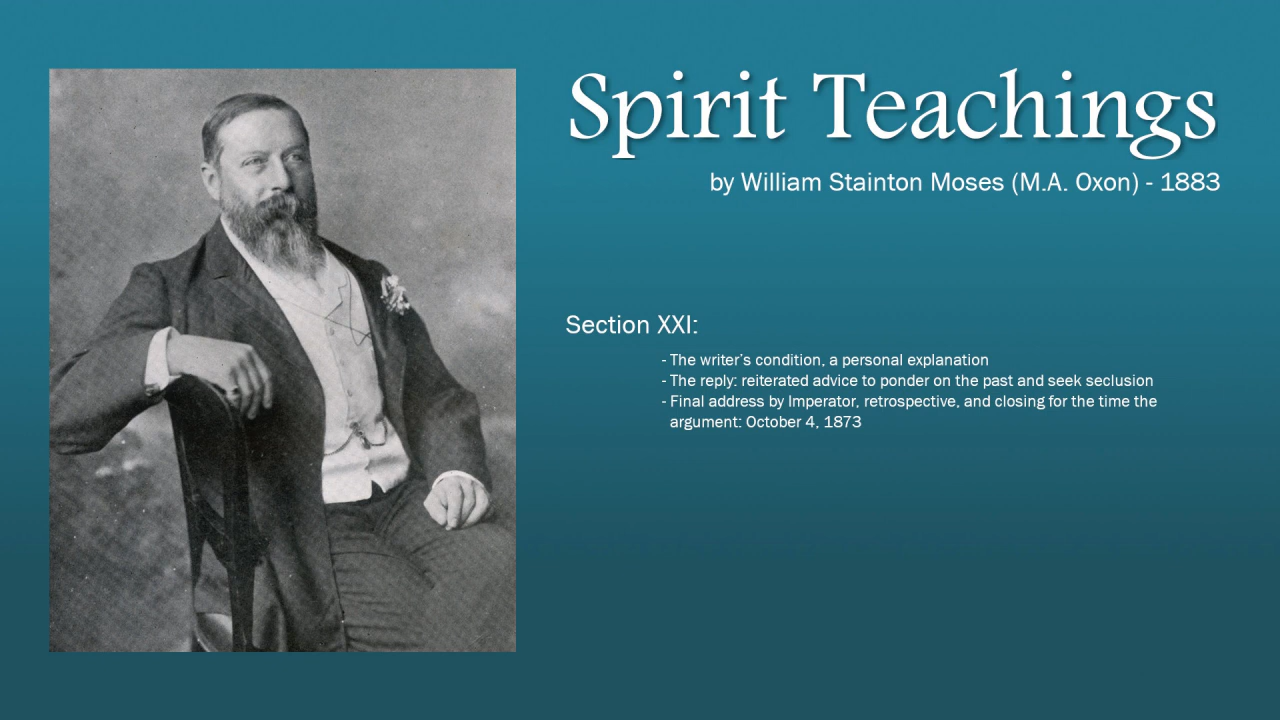 Spirit Teachings
by William Stainton Moses (M.A. Oxon) - 1883
Section XXI:
- The writer’s condition, a personal explanation
- The reply: reiterated advice to ponder on the past and seek seclusion
- Final address by Imperator, retrospective, and closing for the time the
argument: October 4, 1873